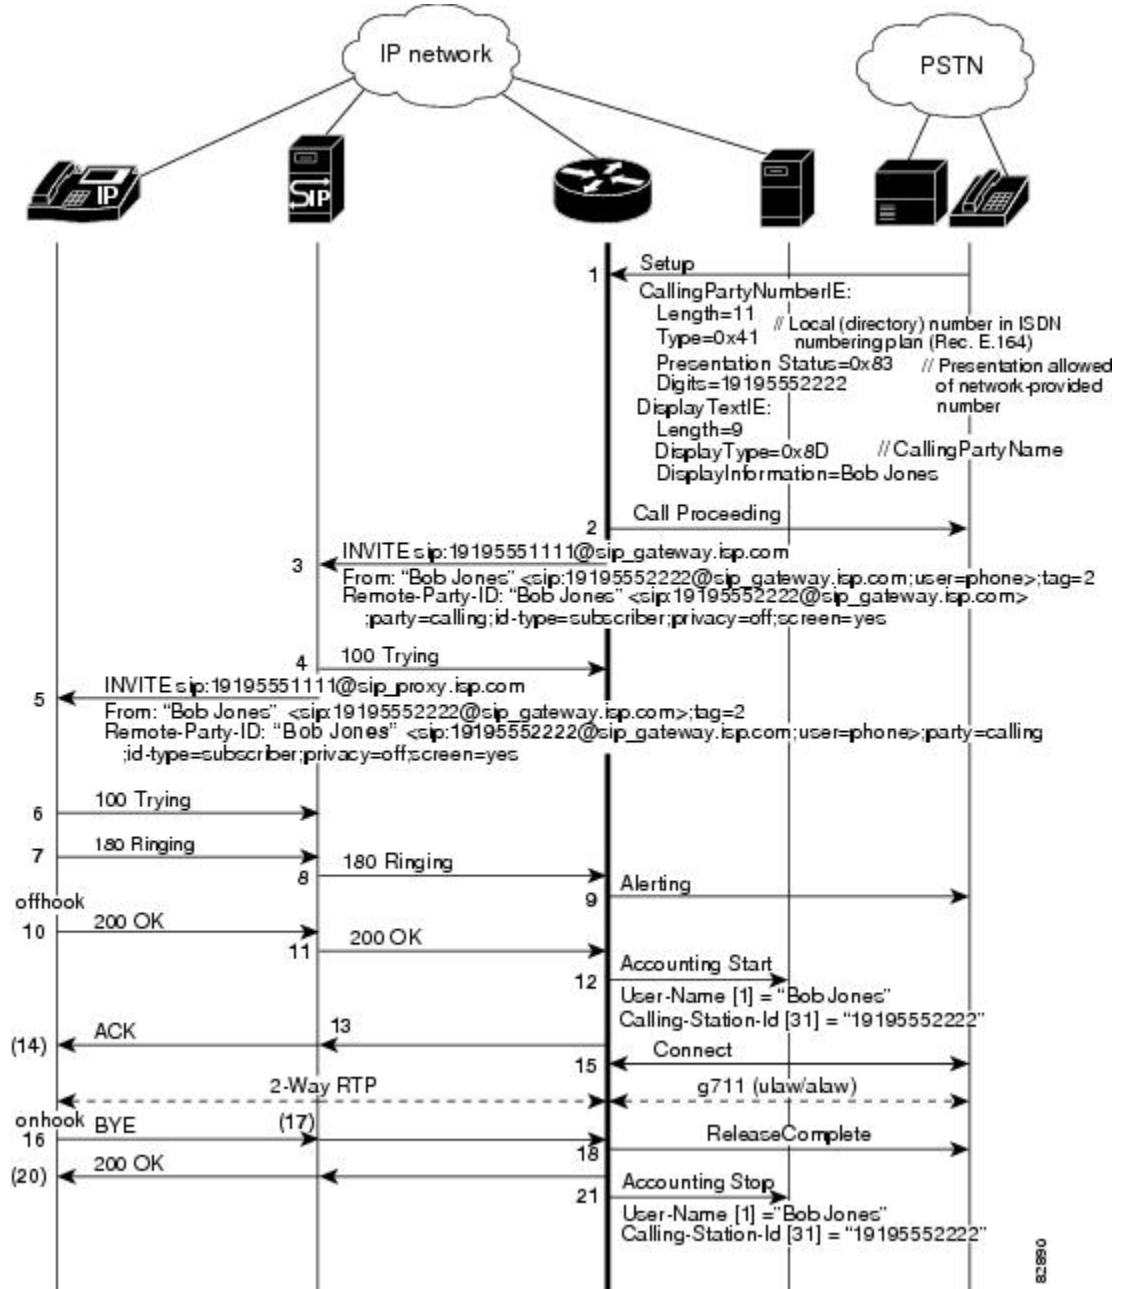 IP network
PSTN
IP
SIP
1
Setup
CallingPartyNumberIE:
Length=11
Type=0x41 // Local (directory) number in ISDN
numberingplan (Rec. E.164)
Presentation Status=0x83 // Presentation allowed
Digits=19195552222 of network-provided
number
DisplayTextIE:
Length=9
DisplayType=0x8D // CallingPartyName
DisplayInformation=Bob Jones
2
Call Proceeding
3
INVITE sip:19195551111@sip_gateway.isp.com
From: “Bob Jones” <sip:19195552222@sip_gateway.isp.com;user=phone>;tag=2
Remote-Party-ID: “Bob Jones” <sip:19195552222@sip_gateway.isp.com>
;party=calling;id-type=subscriber;privacy=off;screen=yes
4
100 Trying
5
INVITE sip:19195551111@sip_proxy.isp.com
From: “Bob Jones” <sip:19195552222@sip_gateway.isp.com>;tag=2
Remote-Party-ID: “Bob Jones” <sip:19195552222@sip_gateway.isp.com;user=phone>;party=calling
;id-type=subscriber;privacy=off;screen=yes
6
100 Trying
7
180 Ringing
8
180 Ringing
9
Alerting
offhook
10
200 OK
11
200 OK
12
Accounting Start
User-Name [1] = “Bob Jones”
Calling-Station-Id [31] = “19195552222”
13
(14)
ACK
15
Connect
2-Way RTP
g711 (ulaw/alaw)
onhook
16
BYE
(17)
18
ReleaseComplete
(20)
200 OK
21
Accounting Stop
User-Name [1] =“Bob Jones”
Calling-Station-Id [31] = “19195552222”
82890